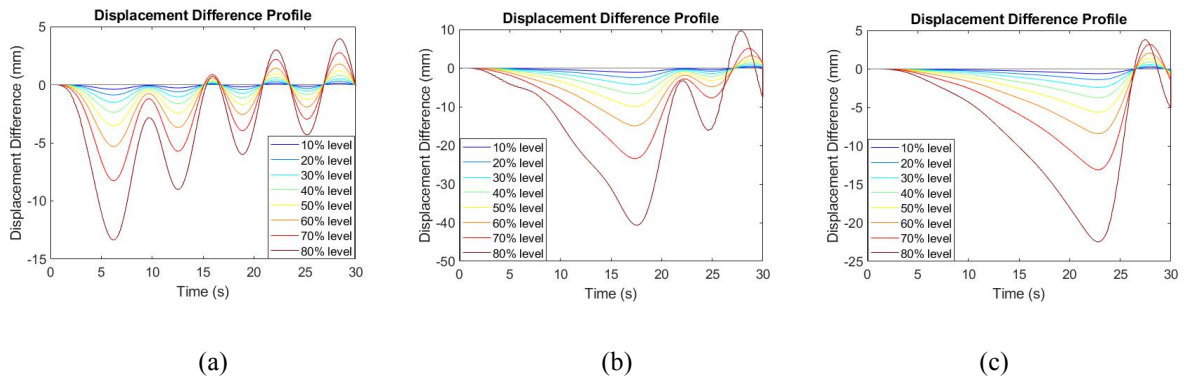 Displacement Difference Profile
5
0
-5
-10
-15
Displacement Difference (mm)
10% level
20% level
30% level
40% level
50% level
60% level
70% level
80% level
0 5 10 15 20 25 30
Time (s)
(a)
Displacement Difference Profile
10
0
-10
-20
-30
-40
-50
Displacement Difference (mm)
10% level
20% level
30% level
40% level
50% level
60% level
70% level
80% level
0 5 10 15 20 25 30
Time (s)
(b)
Displacement Difference Profile
5
0
-5
-10
-15
-20
-25
Displacement Difference (mm)
10% level
20% level
30% level
40% level
50% level
60% level
70% level
80% level
0 5 10 15 20 25 30
Time (s)
(c)